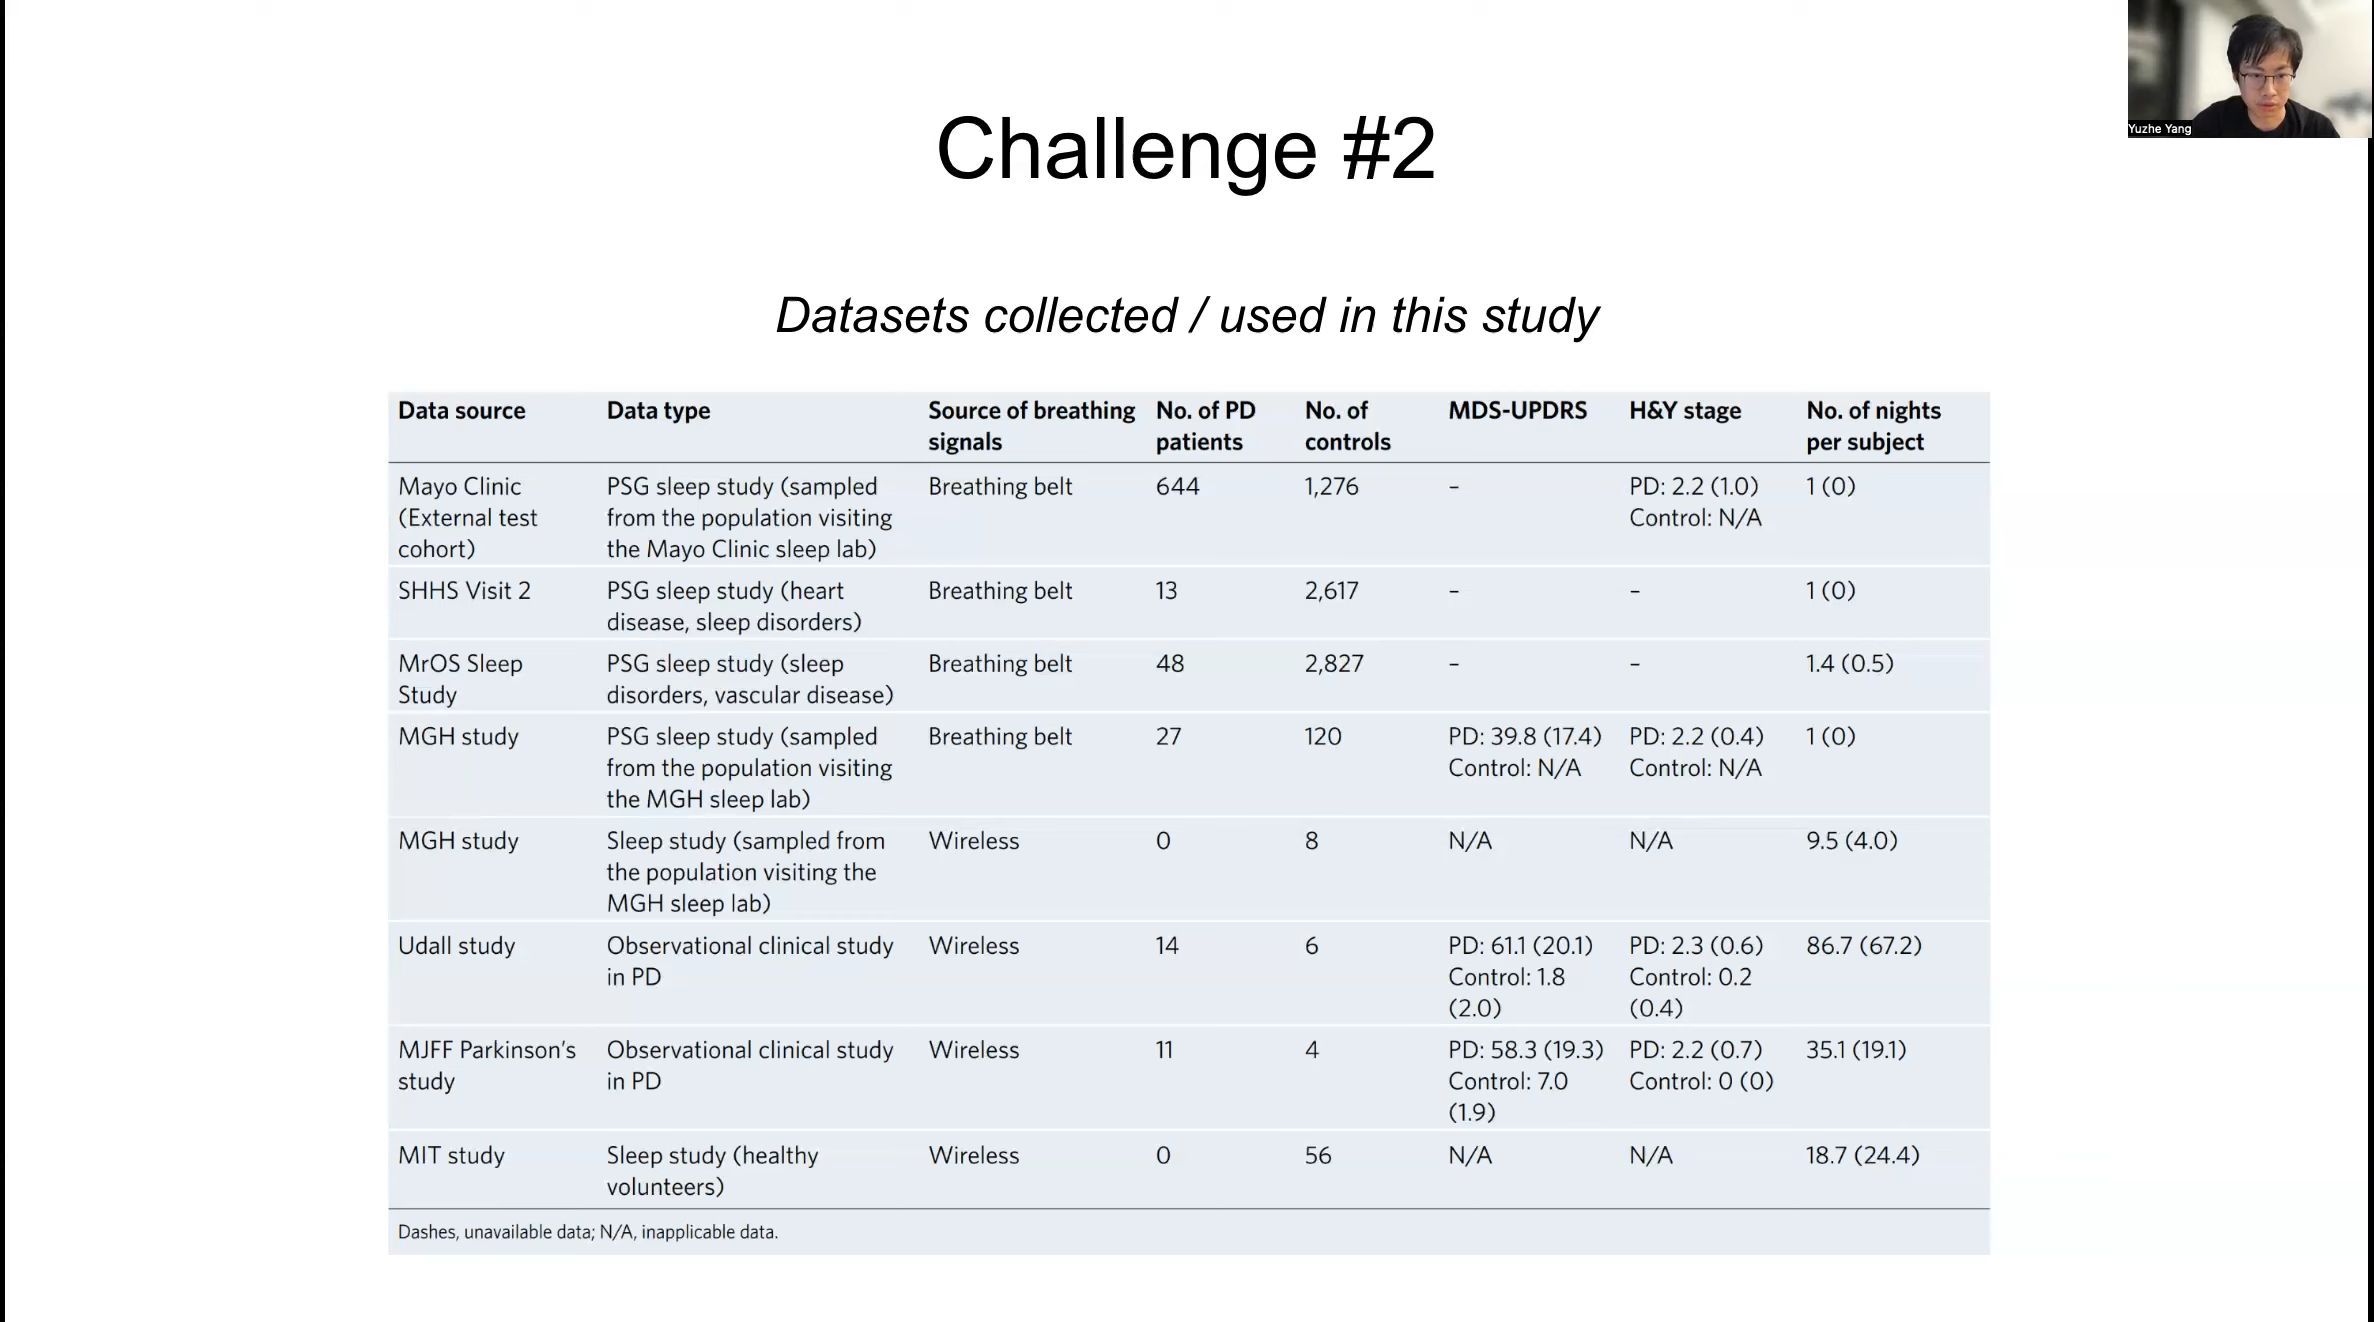 Yuzhe Yang
Challenge #2
Datasets collected / used in this study
Data source Data type Source of breathing signals No. of PD patients No. of controls MDS-UPDRS H&Y stage No. of nights per subject
Mayo Clinic (External test cohort) PSG sleep study (sampled from the population visiting the Mayo Clinic sleep lab) Breathing belt 644 1,276 – PD: 2.2 (1.0) Control: N/A 1 (0)
SHHS Visit 2 PSG sleep study (heart disease, sleep disorders) Breathing belt 13 2,617 – – 1 (0)
MrOS Sleep Study PSG sleep study (sleep disorders, vascular disease) Breathing belt 48 2,827 – – 1.4 (0.5)
MGH study PSG sleep study (sampled from the population visiting the MGH sleep lab) Breathing belt 27 120 PD: 39.8 (17.4) Control: N/A PD: 2.2 (0.4) Control: N/A 1 (0)
MGH study Sleep study (sampled from the population visiting the MGH sleep lab) Wireless 0 8 N/A N/A 9.5 (4.0)
Udall study Observational clinical study in PD Wireless 14 6 PD: 61.1 (20.1) Control: 1.8 (2.0) PD: 2.3 (0.6) Control: 0.2 (0.4) 86.7 (67.2)
MJFF Parkinson's study Observational clinical study in PD Wireless 11 4 PD: 58.3 (19.3) Control: 7.0 (1.9) PD: 2.2 (0.7) Control: 0 (0) 35.1 (19.1)
MIT study Sleep study (healthy volunteers) Wireless 0 56 N/A N/A 18.7 (24.4)
Dashes, unavailable data; N/A, inapplicable data.